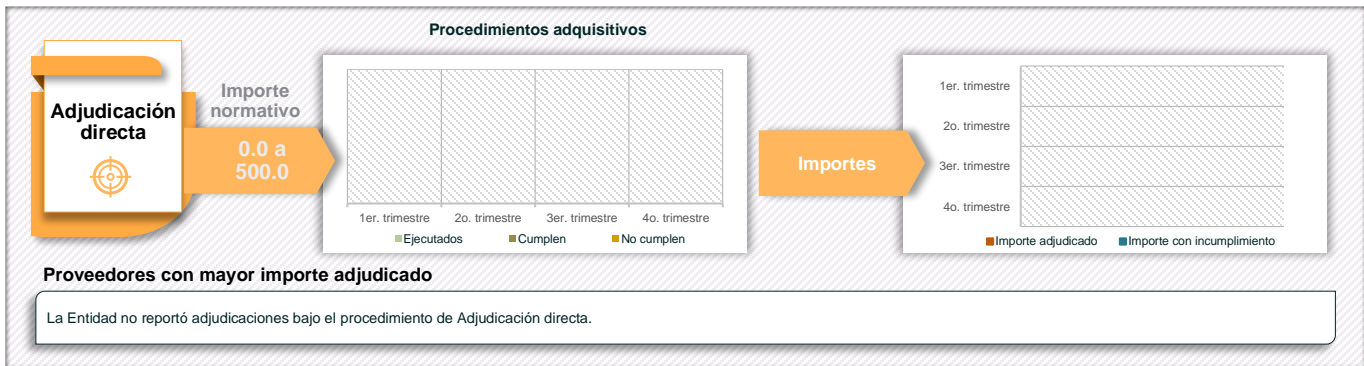 Procedimientos adquisitivos
Adjudicación
directa
Importe
normativo
0.0 a
500.0
1er. trimestre 2o. trimestre 3er. trimestre 4o. trimestre
Ejecutados Cumplen No cumplen
Importes
1er. trimestre
2o. trimestre
3er. trimestre
4o. trimestre
Importe adjudicado Importe con incumplimiento
Proveedores con mayor importe adjudicado
La Entidad no reportó adjudicaciones bajo el procedimiento de Adjudicación directa.